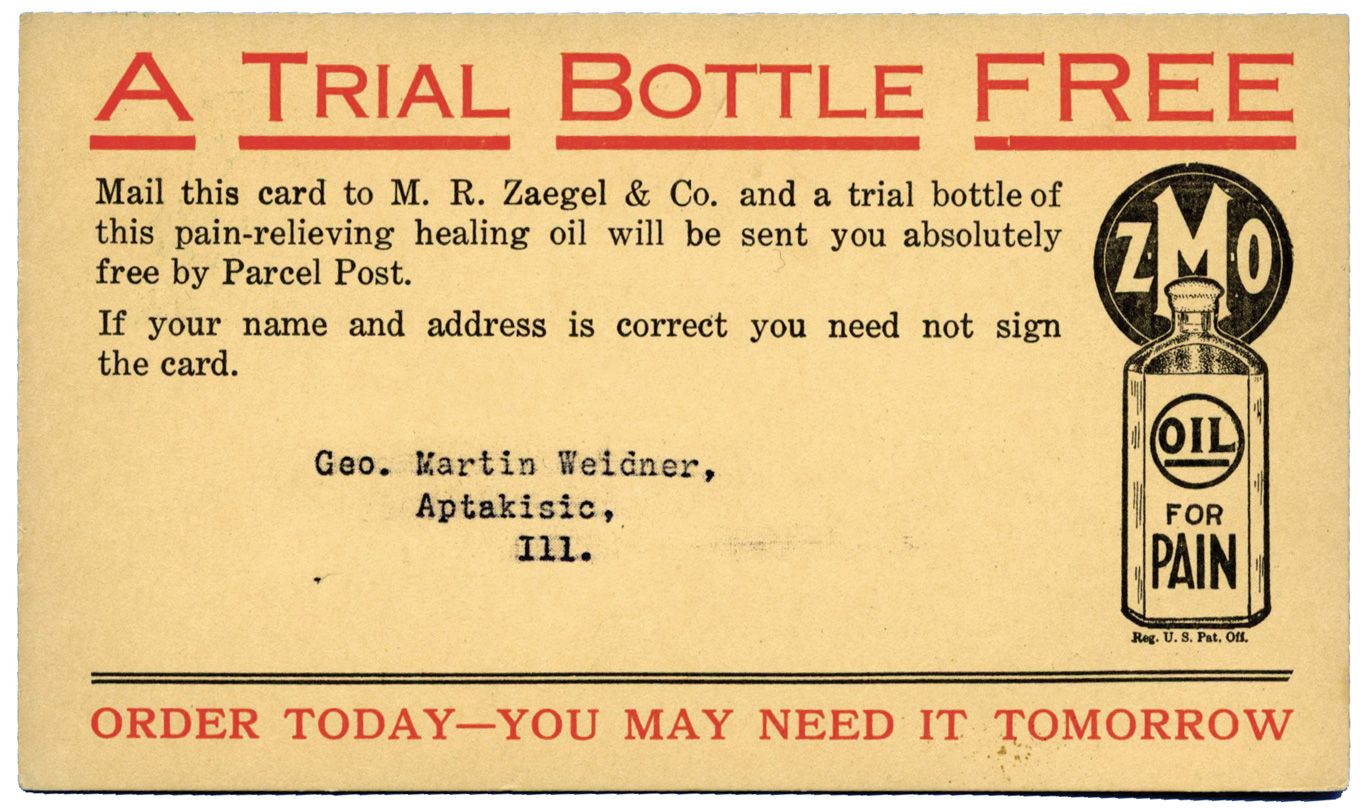 A TRIAL BOTTLE FREE
Mail this card to M. R. Zaegel & Co. and a trial bottle of
this pain-relieving healing oil will be sent you absolutely
free by Parcel Post.
If your name and address is correct you need not sign
the card.
ZMO
OIL
FOR
PAIN
Reg. U. S. Pat. Off.
Geo. Martin Weidner,
Aptakisic,
Ill.
ORDER TODAY—YOU MAY NEED IT TOMORROW